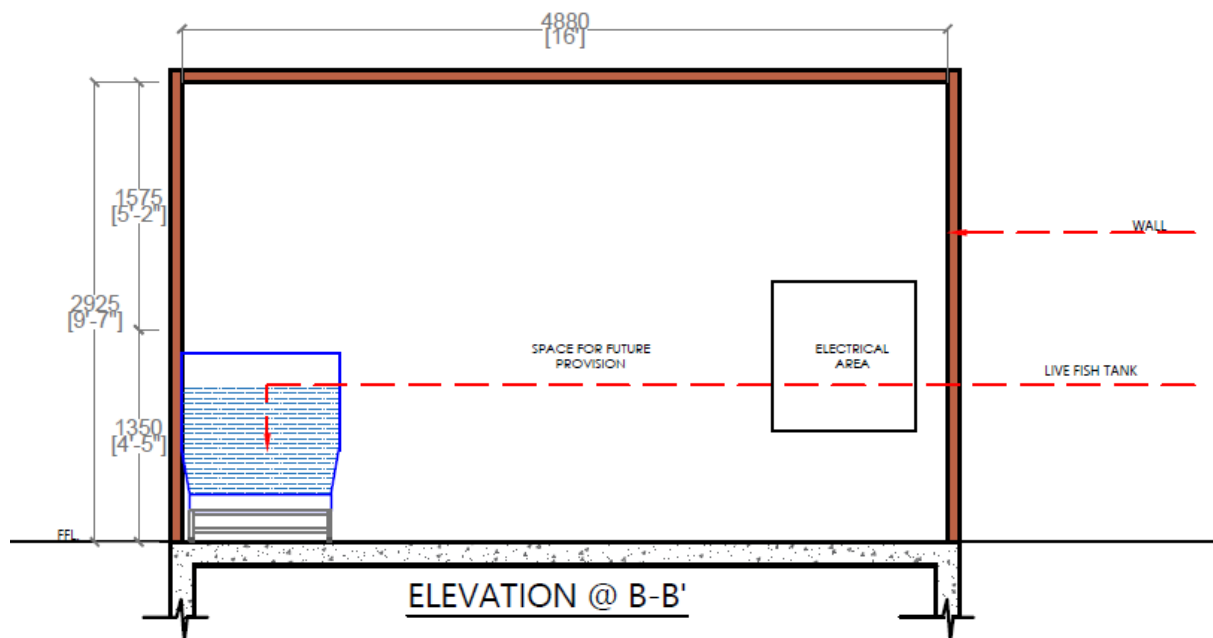 4880
[16']
1575
[5'-2"]
2925
[9'-7"]
WALL
SPACE FOR FUTURE
PROVISION
ELECTRICAL
AREA
LIVE FISH TANK
1350
[4'-5"]
FFL.
ELEVATION @ B-B'